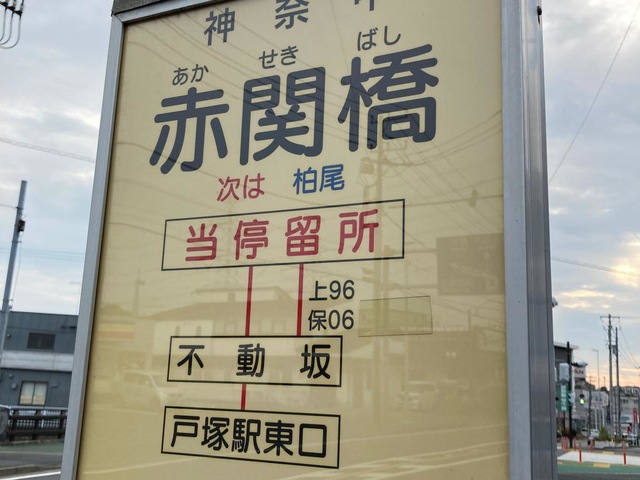 神奈中
あか せき ばし
赤関橋
次は 柏尾
当停留所
上96
保06
不動坂
戸塚駅東口